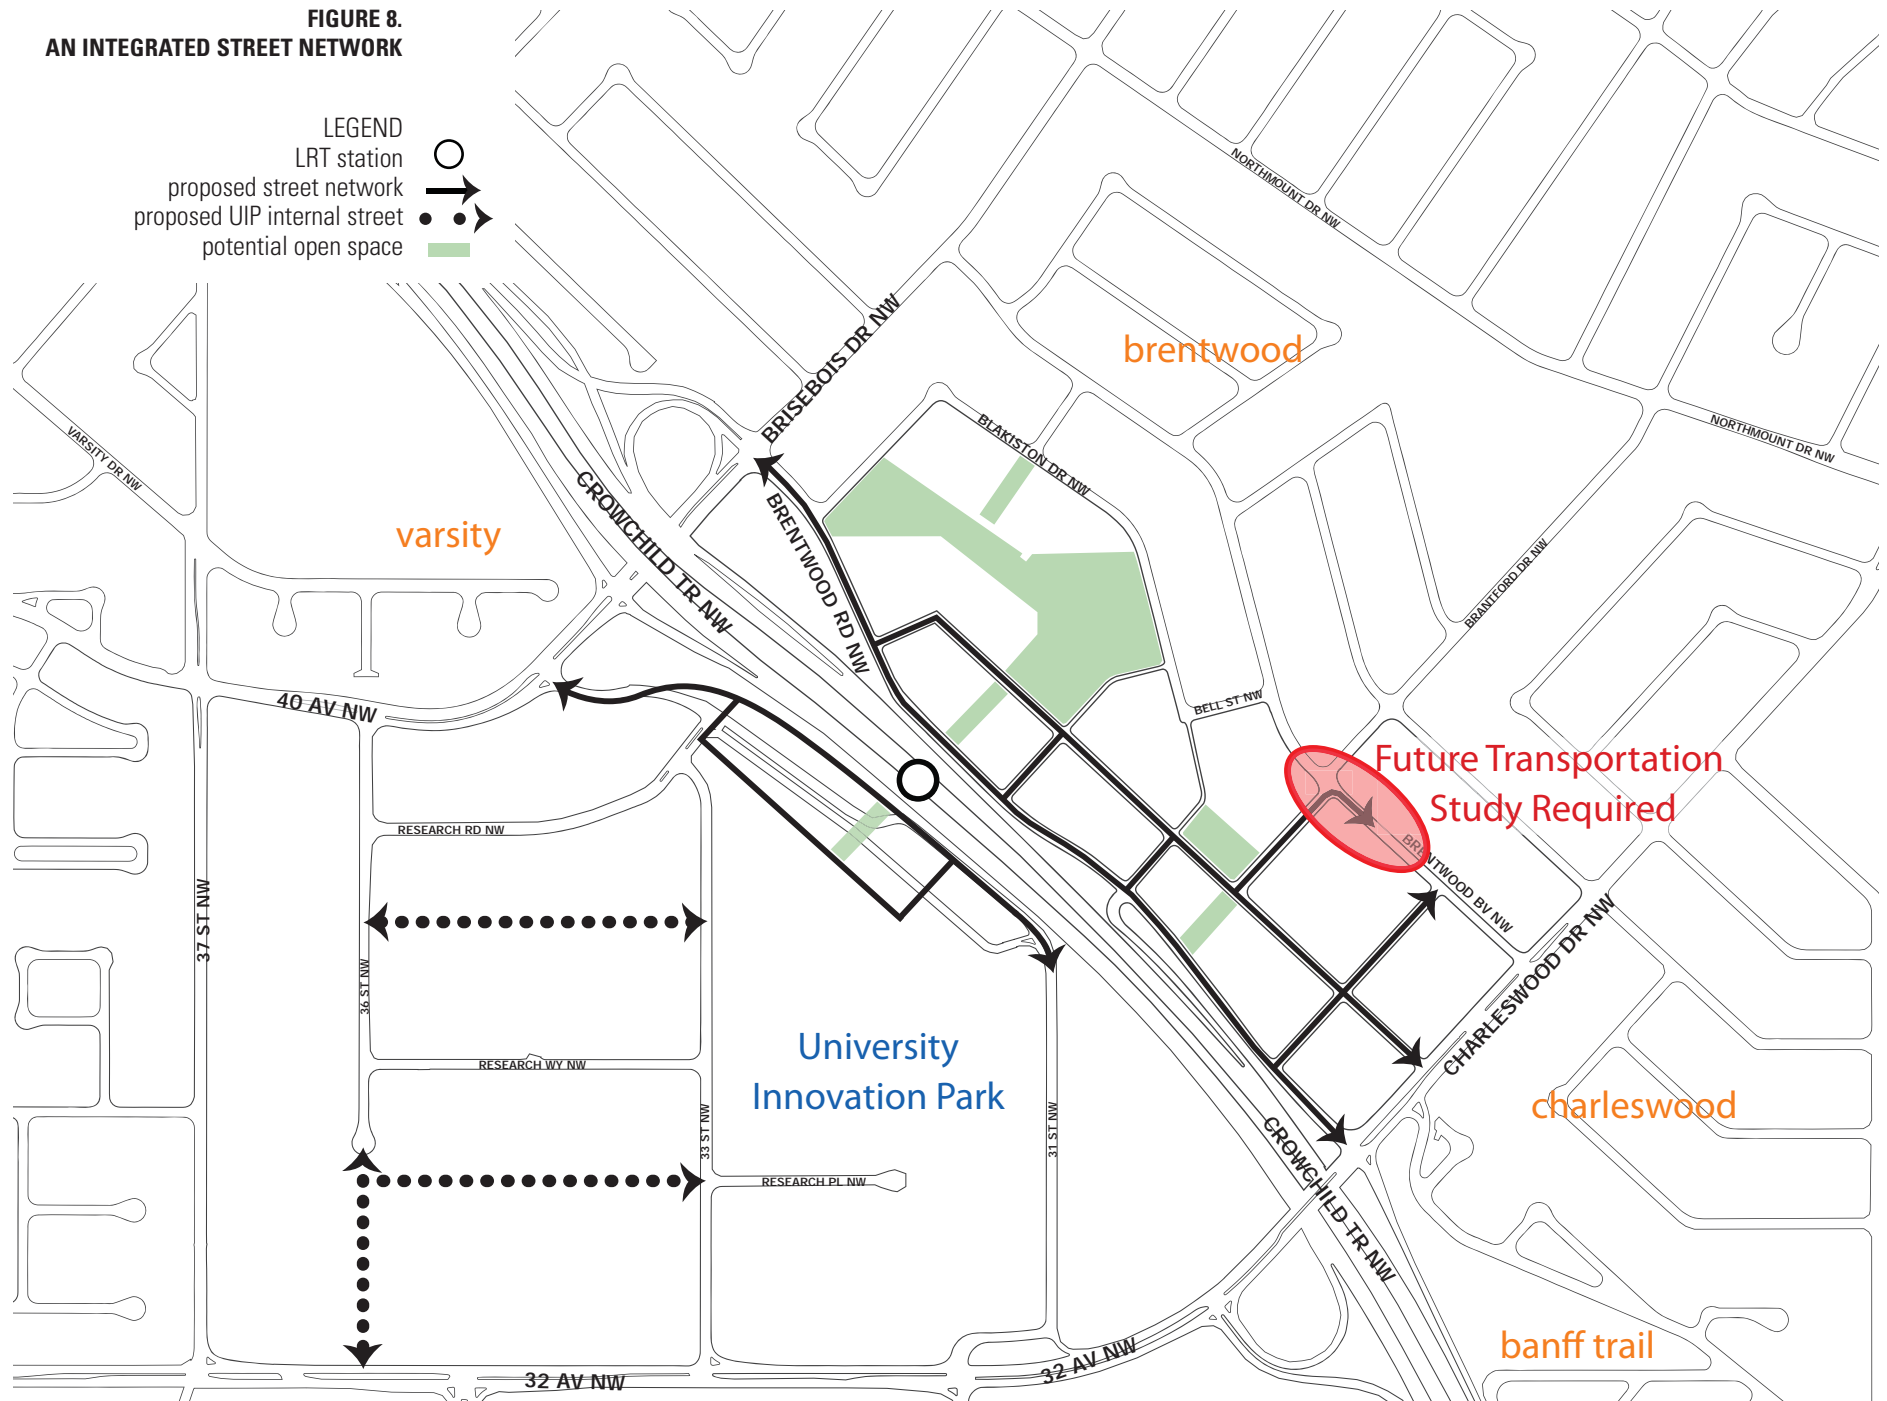 FIGURE 8.
AN INTEGRATED STREET NETWORK
LEGEND
LRT station
proposed street network
proposed UIP internal street
potential open space
NORTHMOUNT DR NW
BRISEBOIS DR NW
brentwood
BLAKISTON DR NW
NORTHMOUNT DR NW
VARSITY DR NW
CROWCHILD TR NW
BRENTWOOD RD NW
varsity
BRANTFORD DR NW
40 AV NW
BELL ST NW
Future Transportation
Study Required
RESEARCH RD NW
BRENTWOOD BV NW
37 ST NW
36 ST NW
CHARLESWOOD DR NW
University
Innovation Park
RESEARCH WY NW
charleswood
33 ST NW
31 ST NW
RESEARCH PL NW
CROWCHILD TR NW
banff trail
32 AV NW
32 AV NW